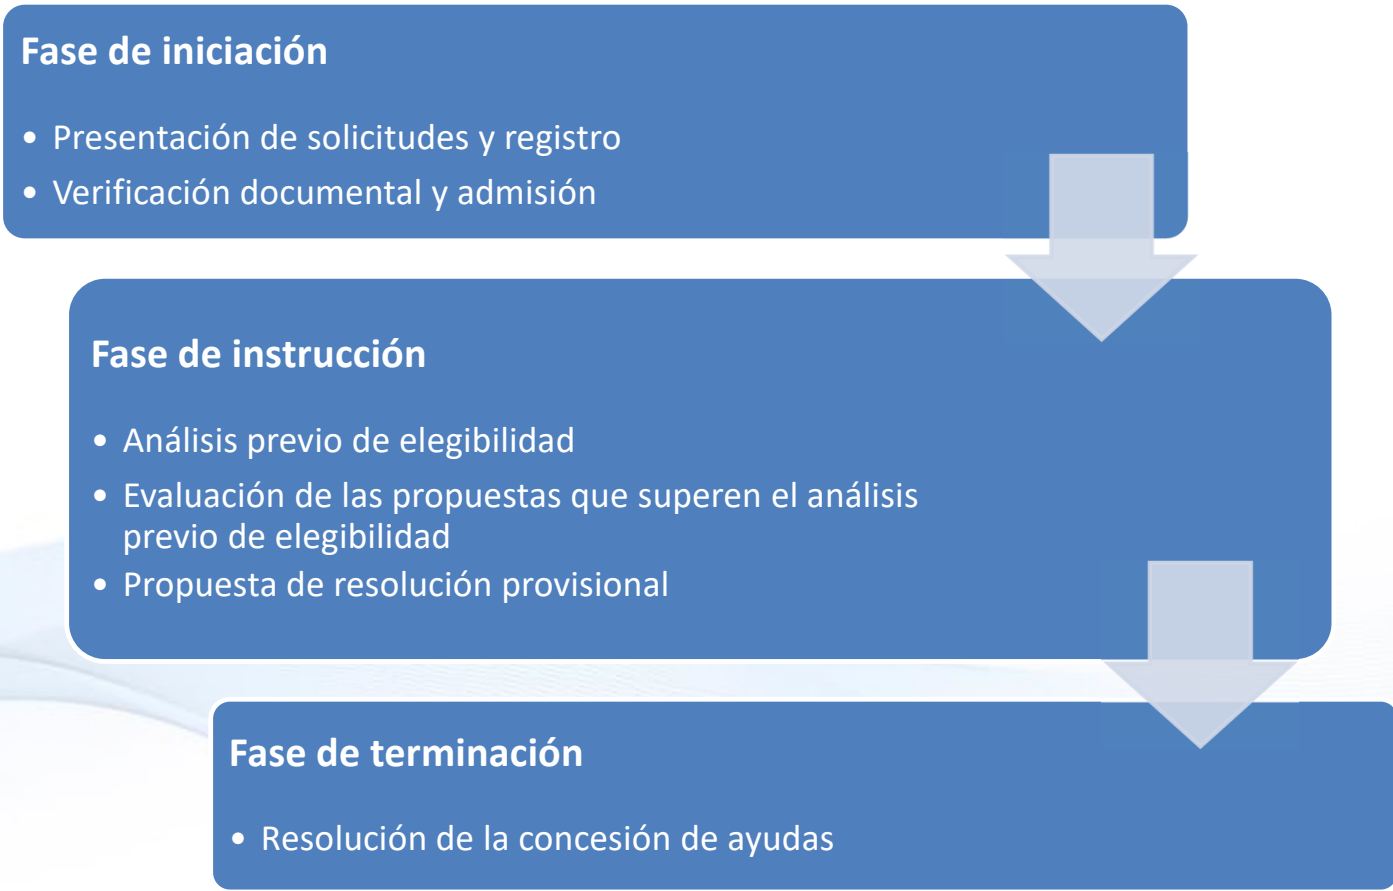 Fase de iniciación
• Presentación de solicitudes y registro
• Verificación documental y admisión
Fase de instrucción
• Análisis previo de elegibilidad
• Evaluación de las propuestas que superen el análisis
previo de elegibilidad
• Propuesta de resolución provisional
Fase de terminación
• Resolución de la concesión de ayudas